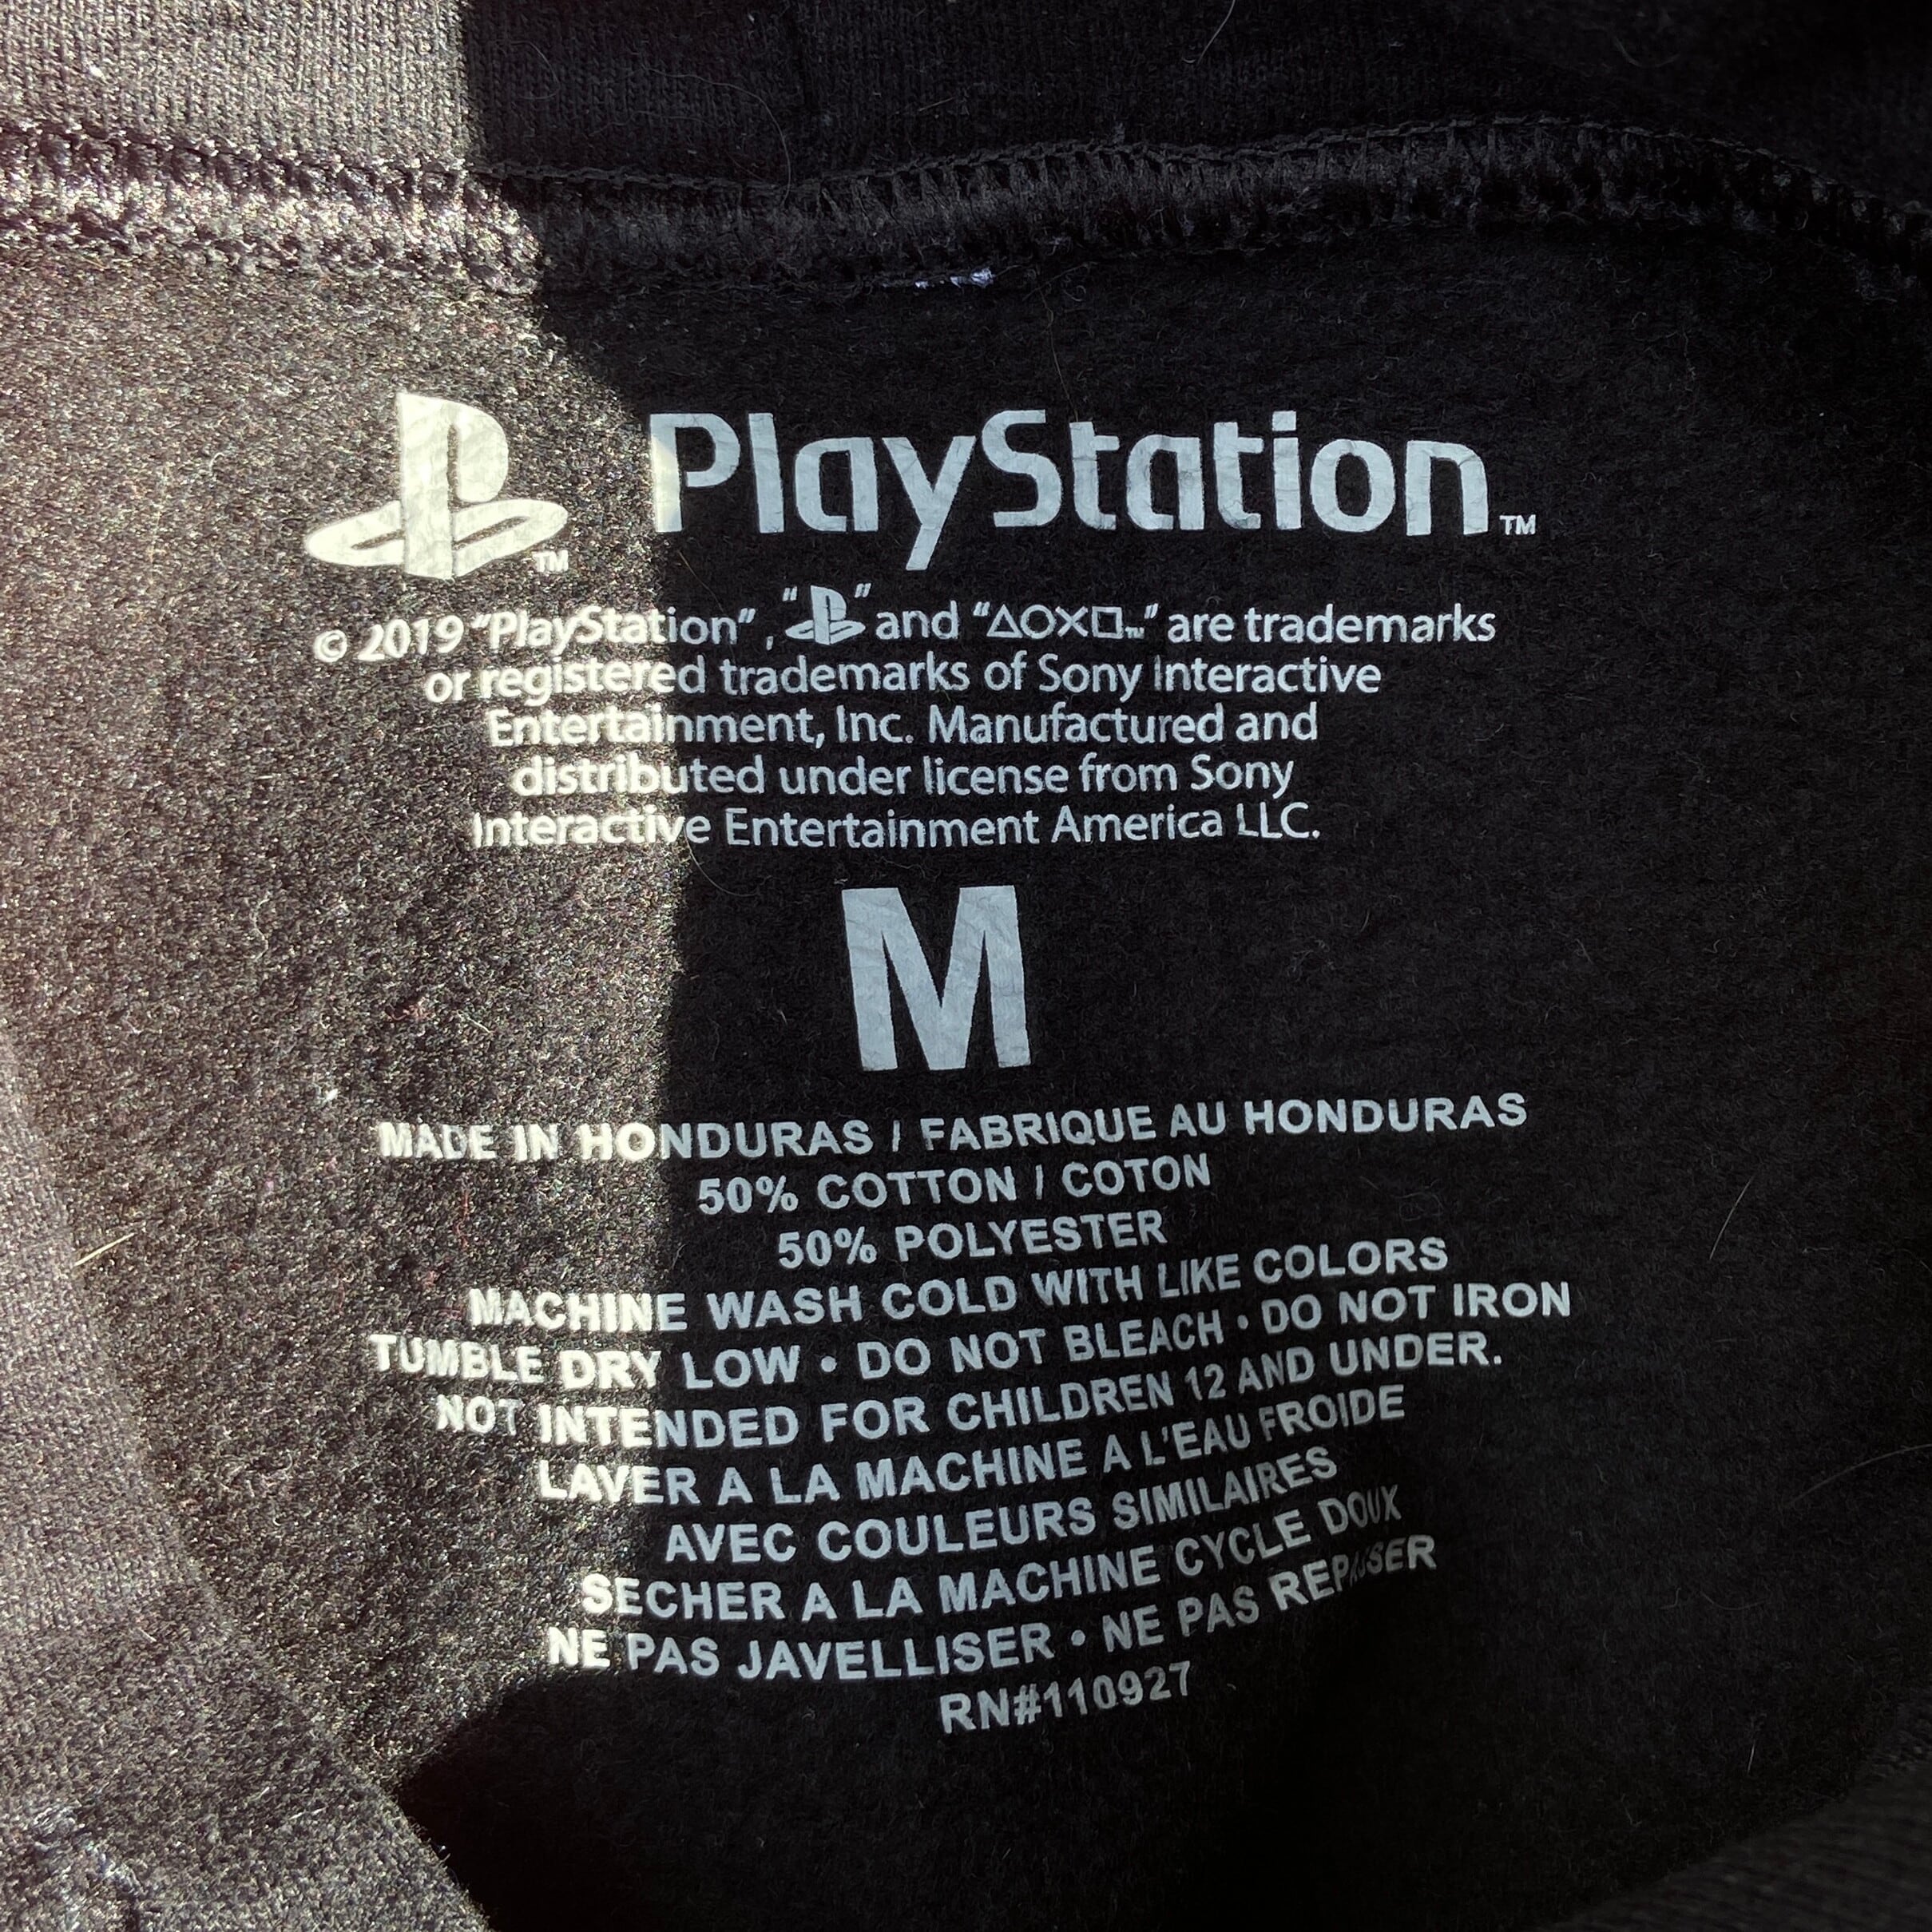 PlayStation™
© 2019 "PlayStation", "" and "△○×□™" are trademarks
or registered trademarks of Sony Interactive
Entertainment, Inc. Manufactured and
distributed under license from Sony
Interactive Entertainment America LLC.
M
MADE IN HONDURAS / FABRIQUE AU HONDURAS
50% COTTON / COTON
50% POLYESTER
MACHINE WASH COLD WITH LIKE COLORS
TUMBLE DRY LOW • DO NOT BLEACH • DO NOT IRON
NOT INTENDED FOR CHILDREN 12 AND UNDER.
LAVER A LA MACHINE A L'EAU FROIDE
AVEC COULEURS SIMILAIRES
SECHER A LA MACHINE CYCLE DOUX
NE PAS JAVELLISER • NE PAS REPASSER
RN#110927